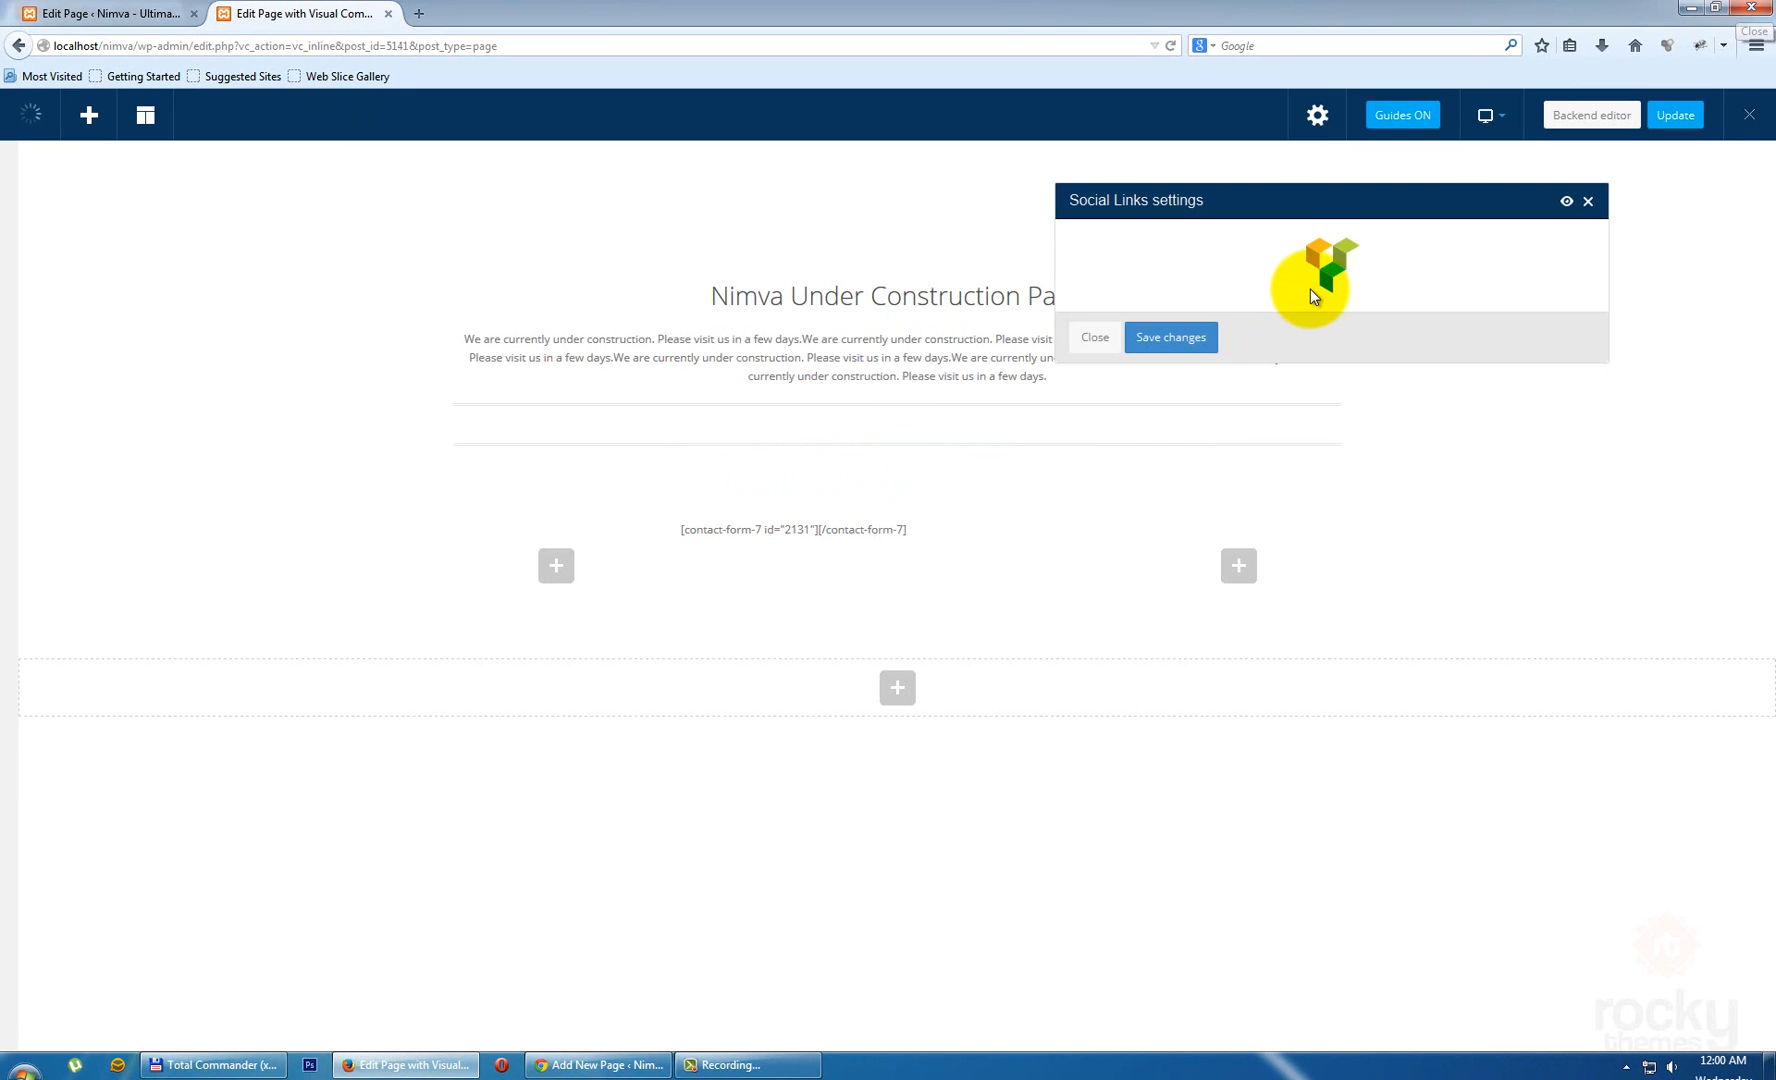 Edit Page ‹ Nimva - Ultima...
Edit Page with Visual Com...
Close
localhost/nimva/wp-admin/edit.php?vc_action=vc_inline&post_id=5141&post_type=page
Google
Most Visited
Getting Started
Suggested Sites
Web Slice Gallery
Guides ON
Backend editor
Update
Social Links settings
Close
Save changes
Nimva Under Construction Pa
We are currently under construction. Please visit us in a few days.We are currently under construction. Please visit
Please visit us in a few days.We are currently under construction. Please visit us in a few days.We are currently un
currently under construction. Please visit us in a few days.
[contact-form-7 id="2131"][/contact-form-7]
rocky
themes
Total Commander (x...
Ps
Edit Page with Visual...
Add New Page ‹ Nim...
Recording...
12:00 AM
Wednesday